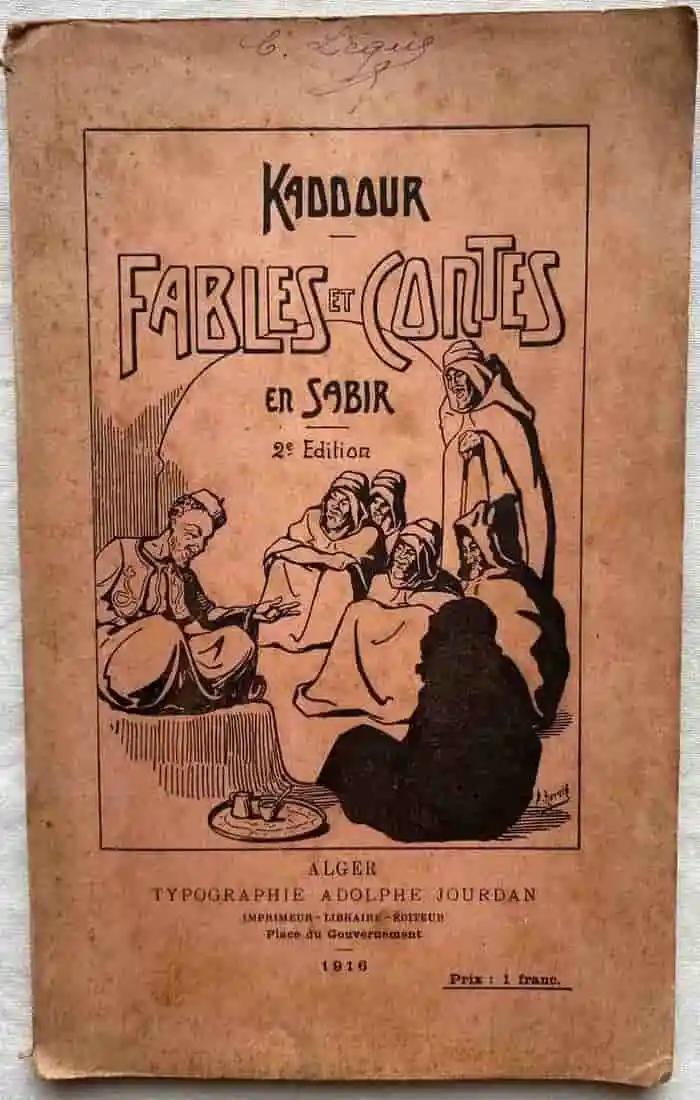 KADDOUR
FABLES ET CONTES
EN SABIR
2e Edition
ALGER
TYPOGRAPHIE ADOLPHE JOURDAN
IMPRIMEUR-LIBRAIRE-ÉDITEUR
Place du Gouvernement
1916
Prix : 1 franc.